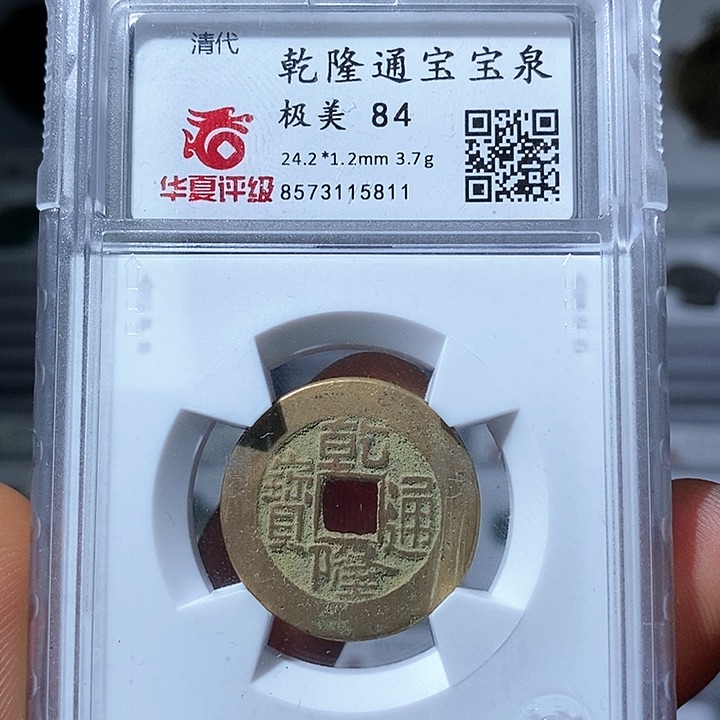 清代
乾隆通宝宝泉
极美 84
24.2*1.2mm 3.7g
华夏评级
8573115811
乾隆通寶